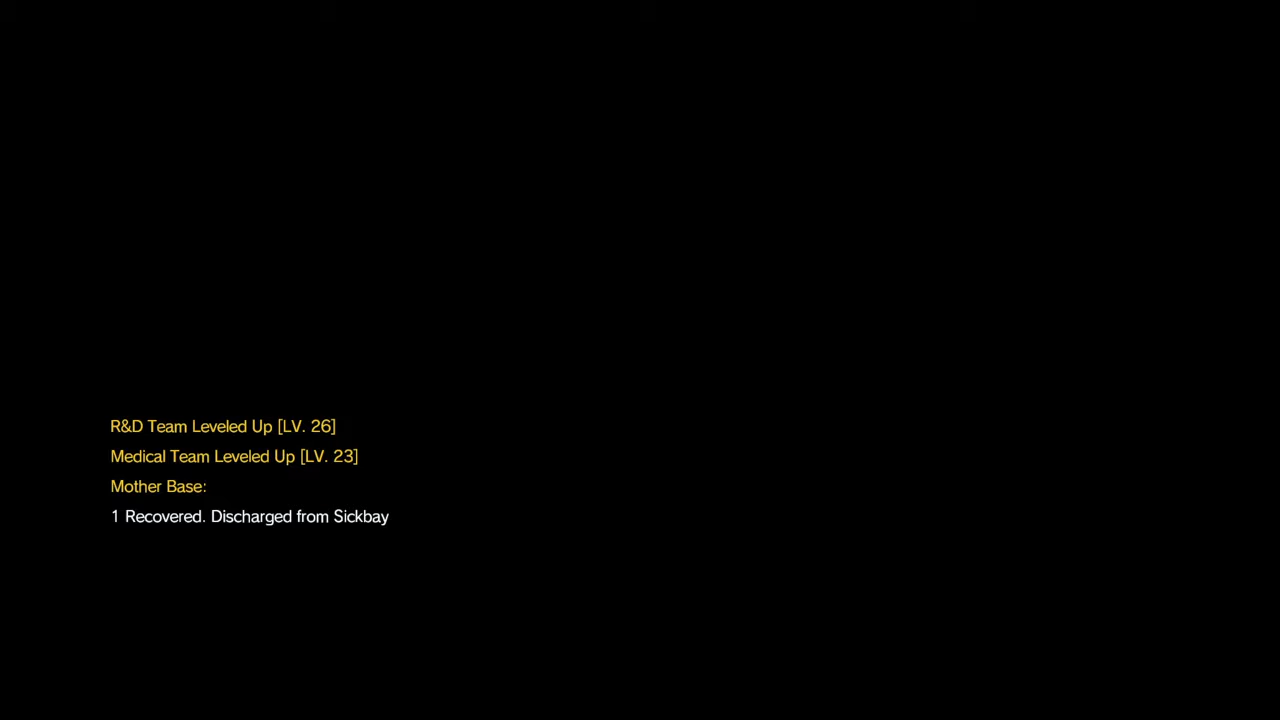 R&D Team Leveled Up [LV. 26]
Medical Team Leveled Up [LV. 23]
Mother Base:
1 Recovered. Discharged from Sickbay